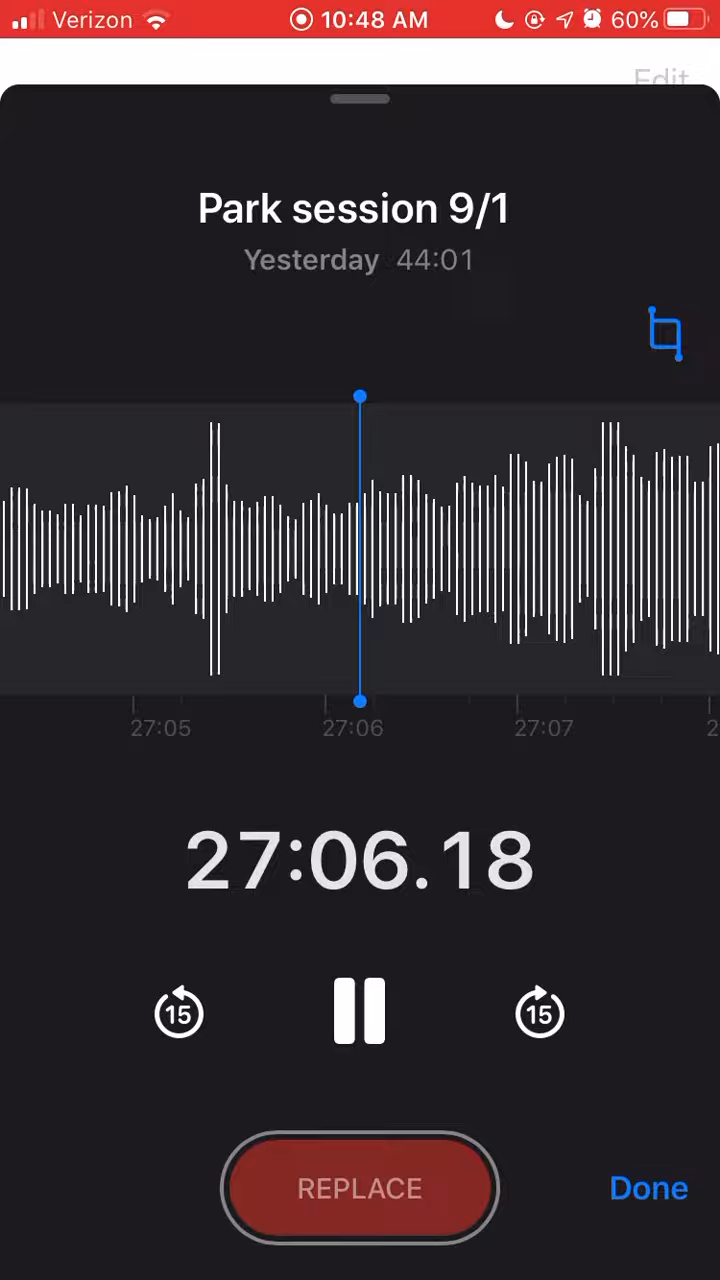 Verizon 10:48 AM 60%
Edit
Park session 9/1
Yesterday 44:01
27:05 27:06 27:07 2
27:06.18
15 15
REPLACE Done